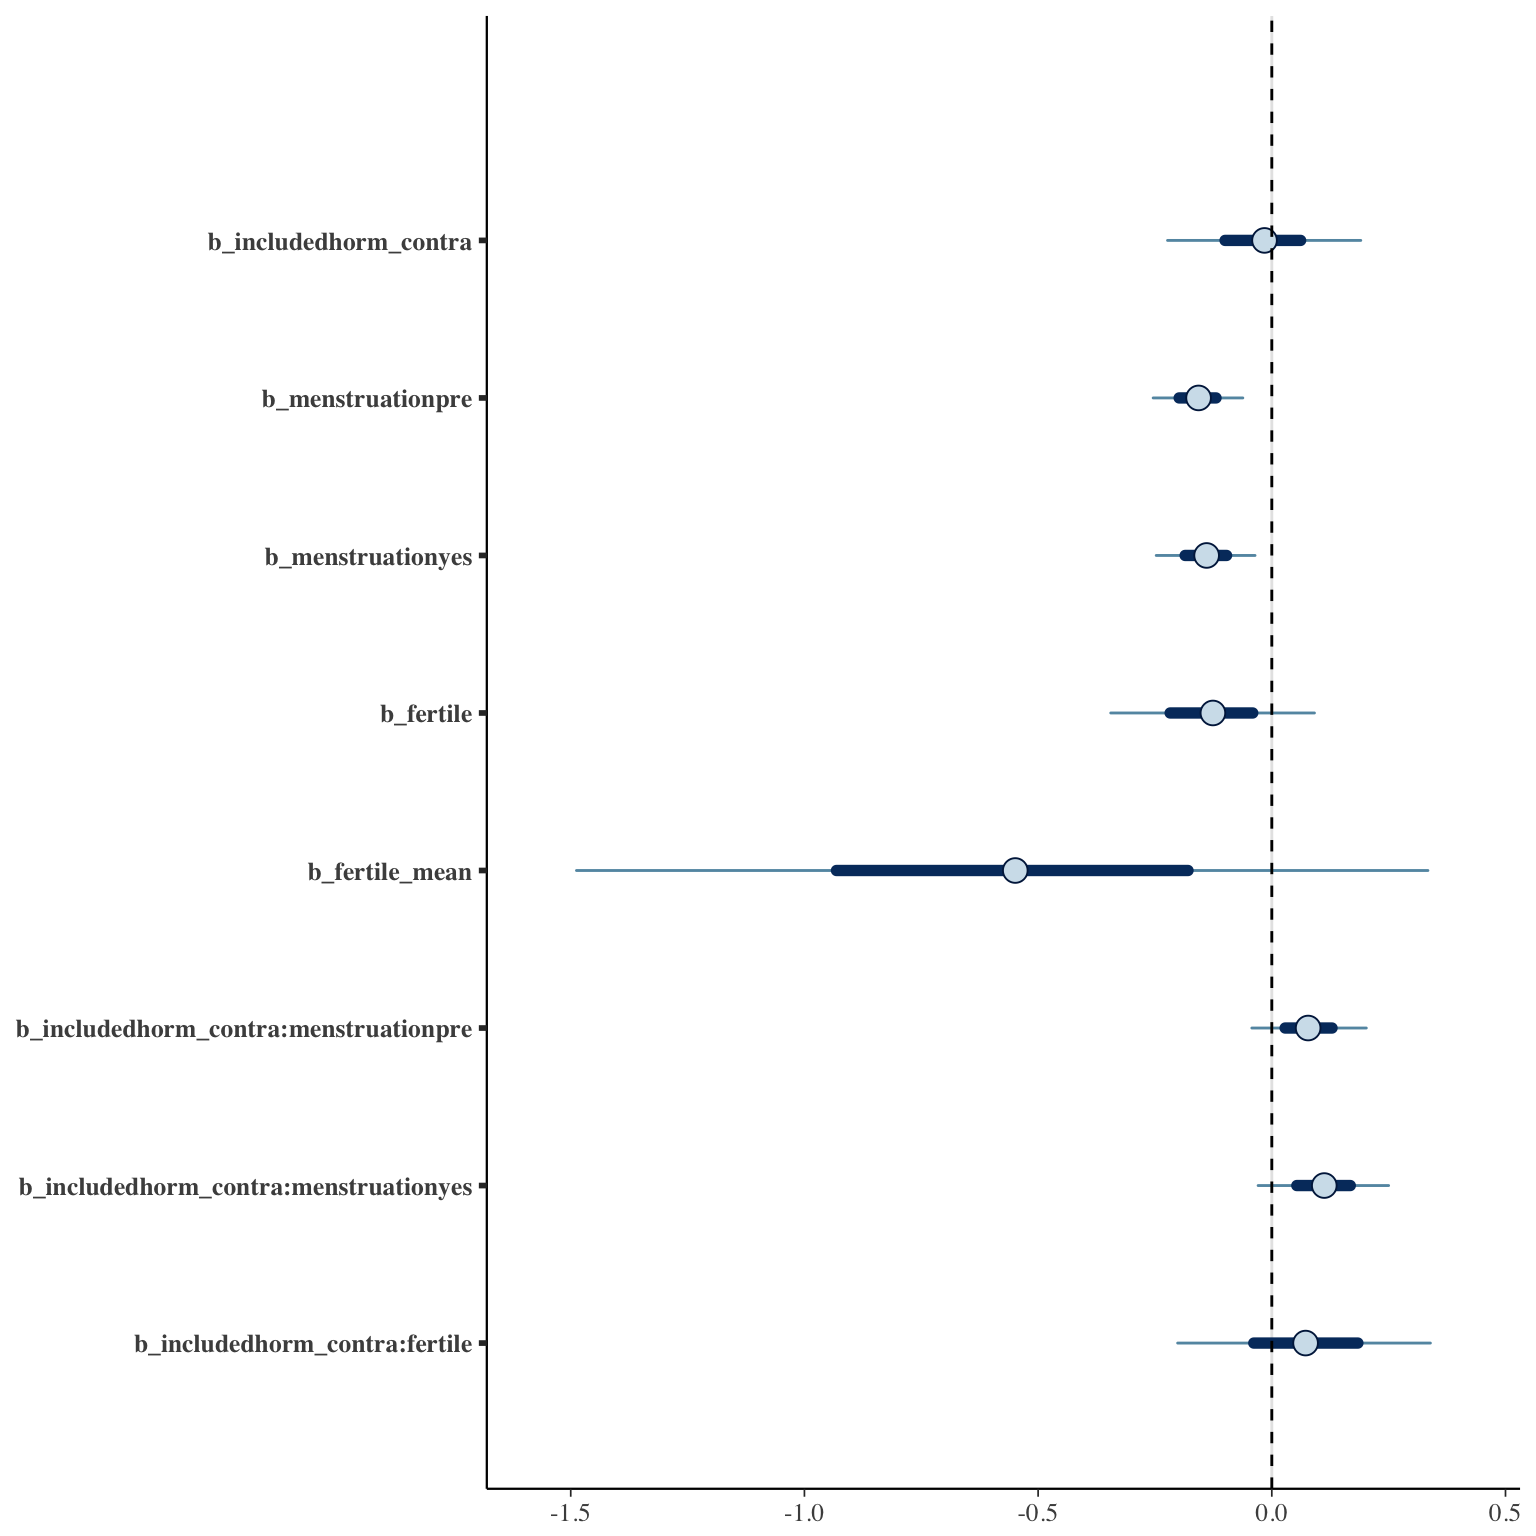 b_includedhorm_contra
b_menstruationpre
b_menstruationyes
b_fertile
b_fertile_mean
b_includedhorm_contra:menstruationpre
b_includedhorm_contra:menstruationyes
b_includedhorm_contra:fertile
-1.5 -1.0 -0.5 0.0 0.5